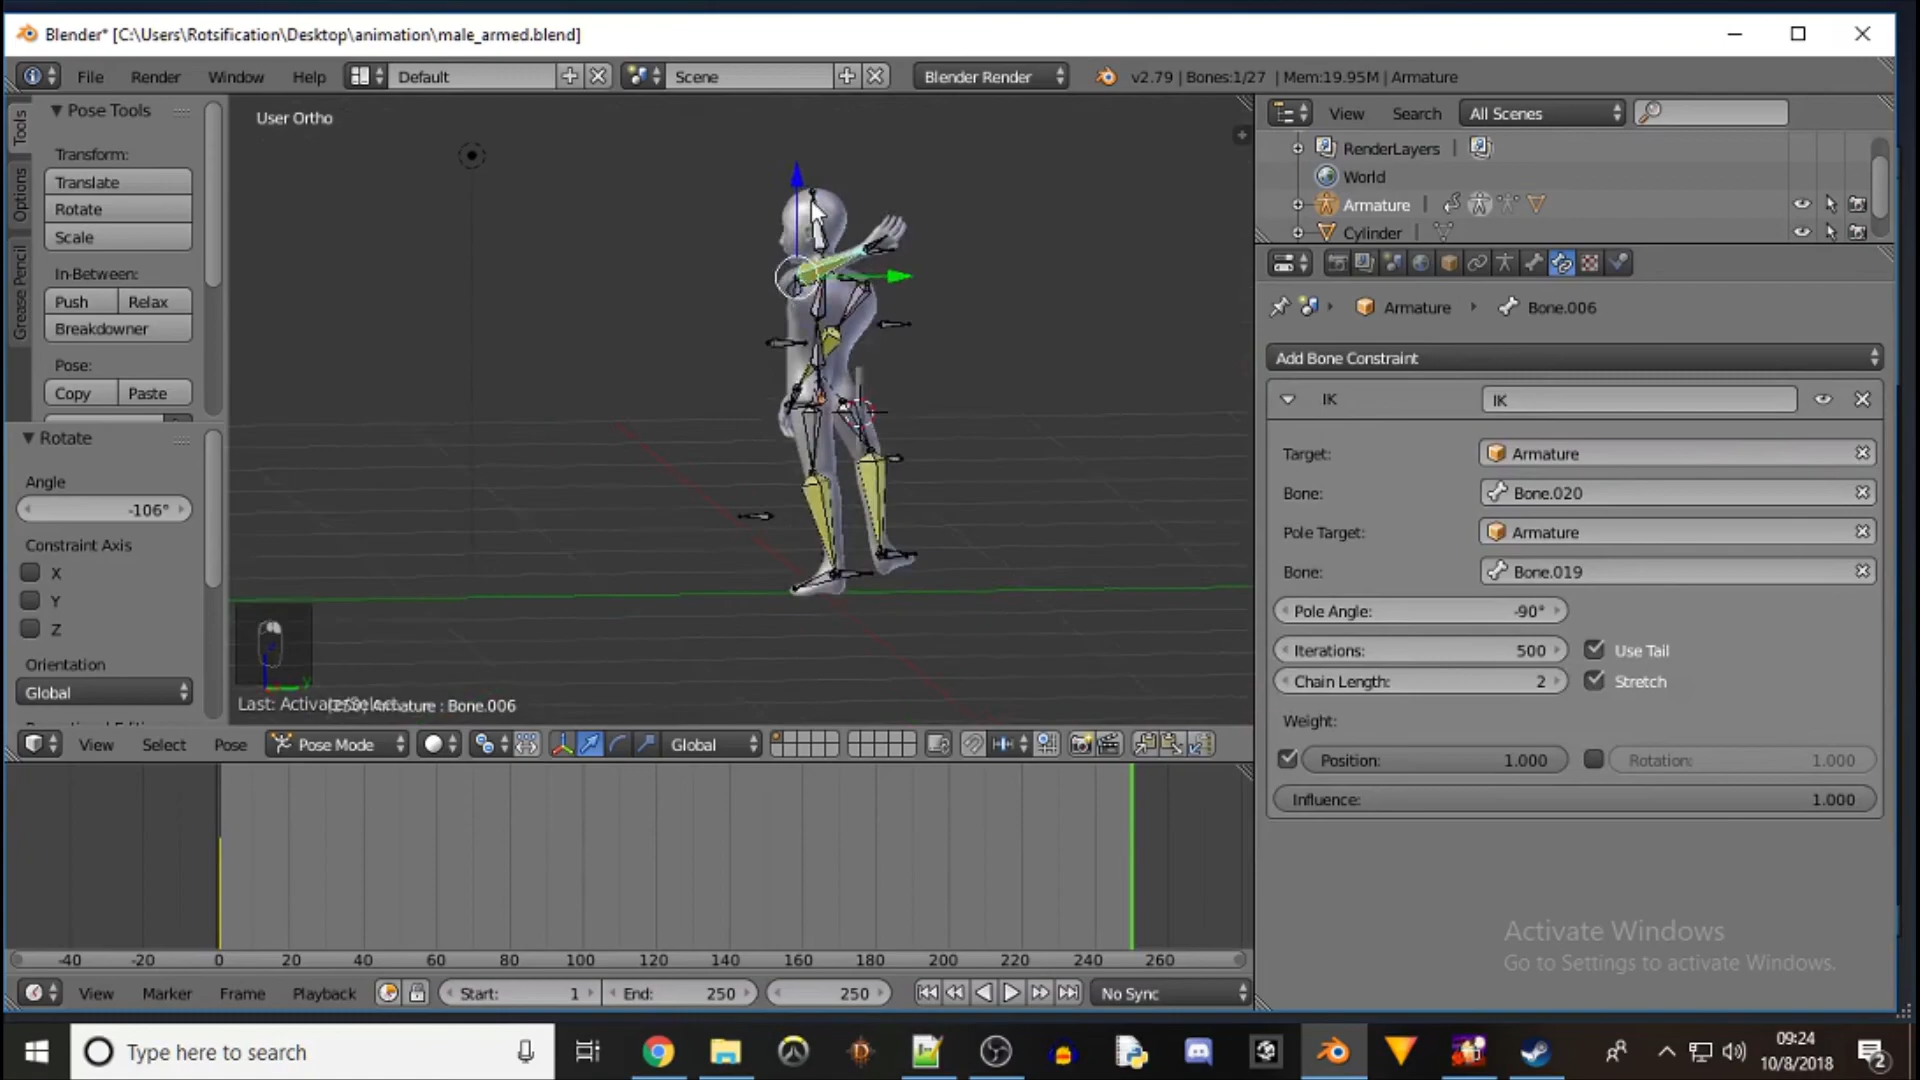 Blender* [C:\Users\Rotsification\Desktop\animation\male_armed.blend]
File Render Window Help Default Scene Blender Render v2.79 | Bones:1/27 | Mem:19.95M | Armature
Tools
Options
Grease Pencil
Pose Tools
Transform:
Translate
Rotate
Scale
In-Between:
Push Relax
Breakdowner
Pose:
Copy Paste
Rotate
Angle
-106°
Constraint Axis
X
Y
Z
Orientation
Global
User Ortho
(250) Armature : Bone.006
View Select Pose Pose Mode Global
-40 -20 0 20 40 60 80 100 120 140 160 180 200 220 240 260
View Marker Frame Playback Start: 1 End: 250 250 No Sync
View Search All Scenes
RenderLayers
World
Armature
Cylinder
Armature Bone.006
Add Bone Constraint
IK IK
Target: Armature
Bone: Bone.020
Pole Target: Armature
Bone: Bone.019
Pole Angle: -90°
Iterations: 500 Use Tail
Chain Length: 2 Stretch
Weight:
Position: 1.000 Rotation: 1.000
Influence: 1.000
Activate Windows
Go to Settings to activate Windows.
Type here to search
09:24
10/8/2018
2